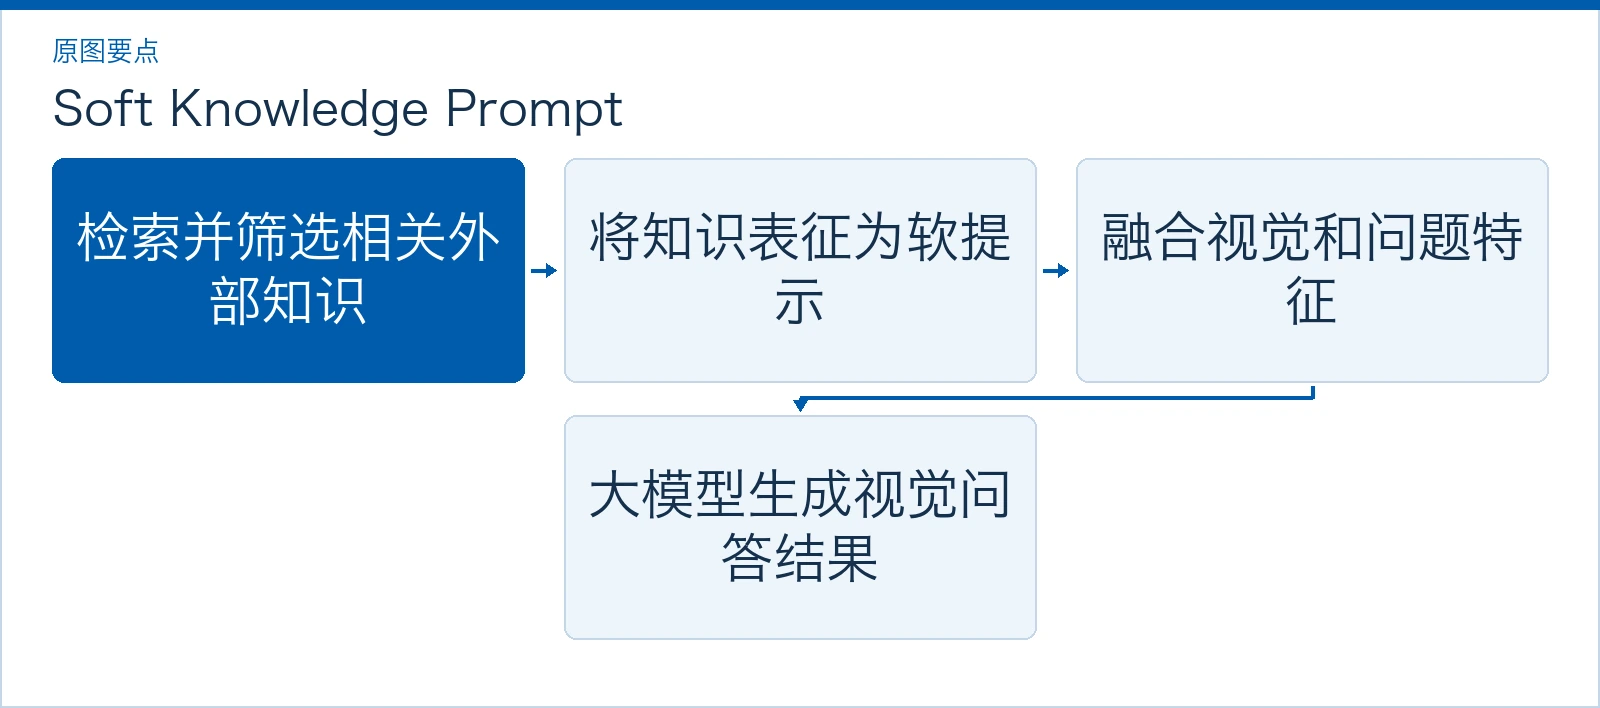 原图要点
Soft Knowledge Prompt
检索并筛选相关外
部知识
将知识表征为软提
示
融合视觉和问题特
征
大模型生成视觉问
答结果